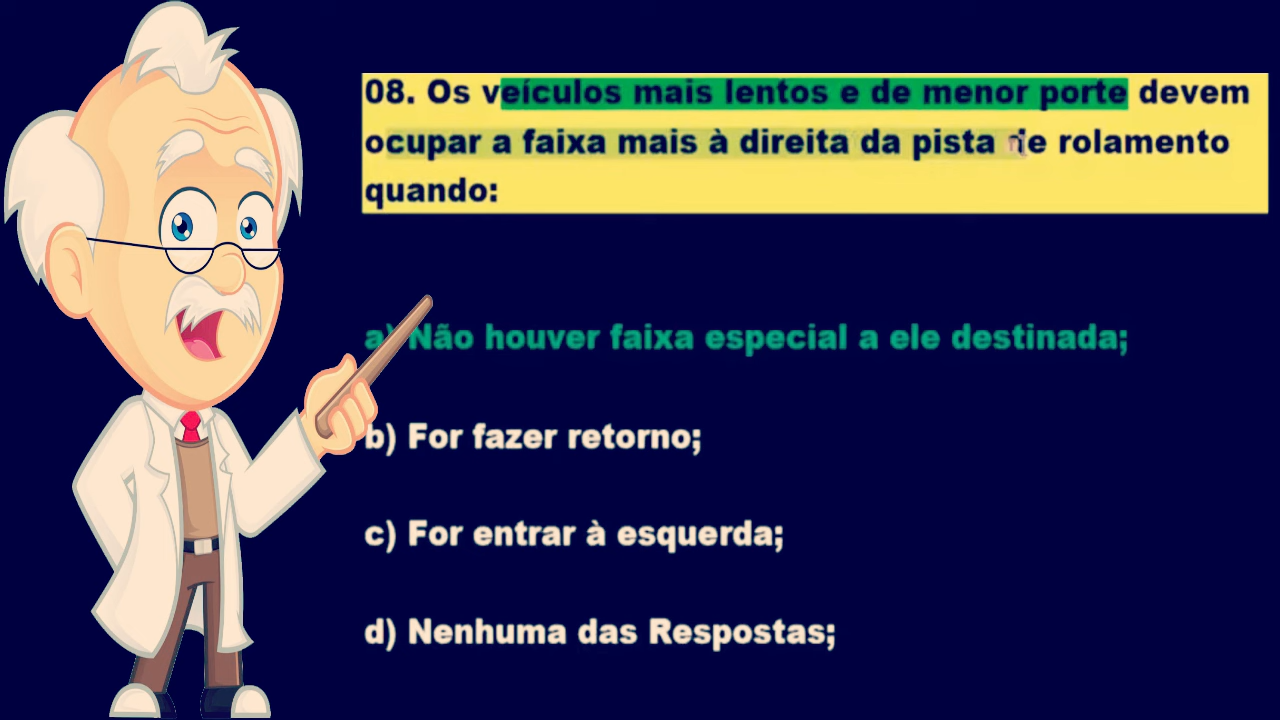 08. Os veículos mais lentos e de menor porte devem
ocupar a faixa mais à direita da pista de rolamento
quando:
a) Não houver faixa especial a ele destinada;
b) For fazer retorno;
c) For entrar à esquerda;
d) Nenhuma das Respostas;